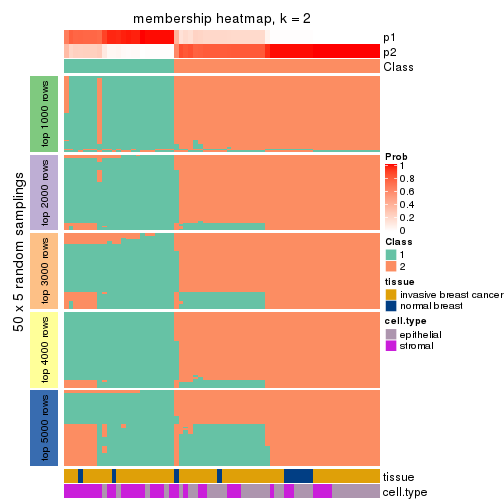 membership heatmap, k = 2
p1
p2
Class
50 x 5 random samplings
top 1000 rows
top 2000 rows
top 3000 rows
top 4000 rows
top 5000 rows
Prob
1
0.8
0.6
0.4
0.2
0
Class
1
2
tissue
invasive breast cancer
normal breast
cell.type
epithelial
stromal
tissue
cell.type